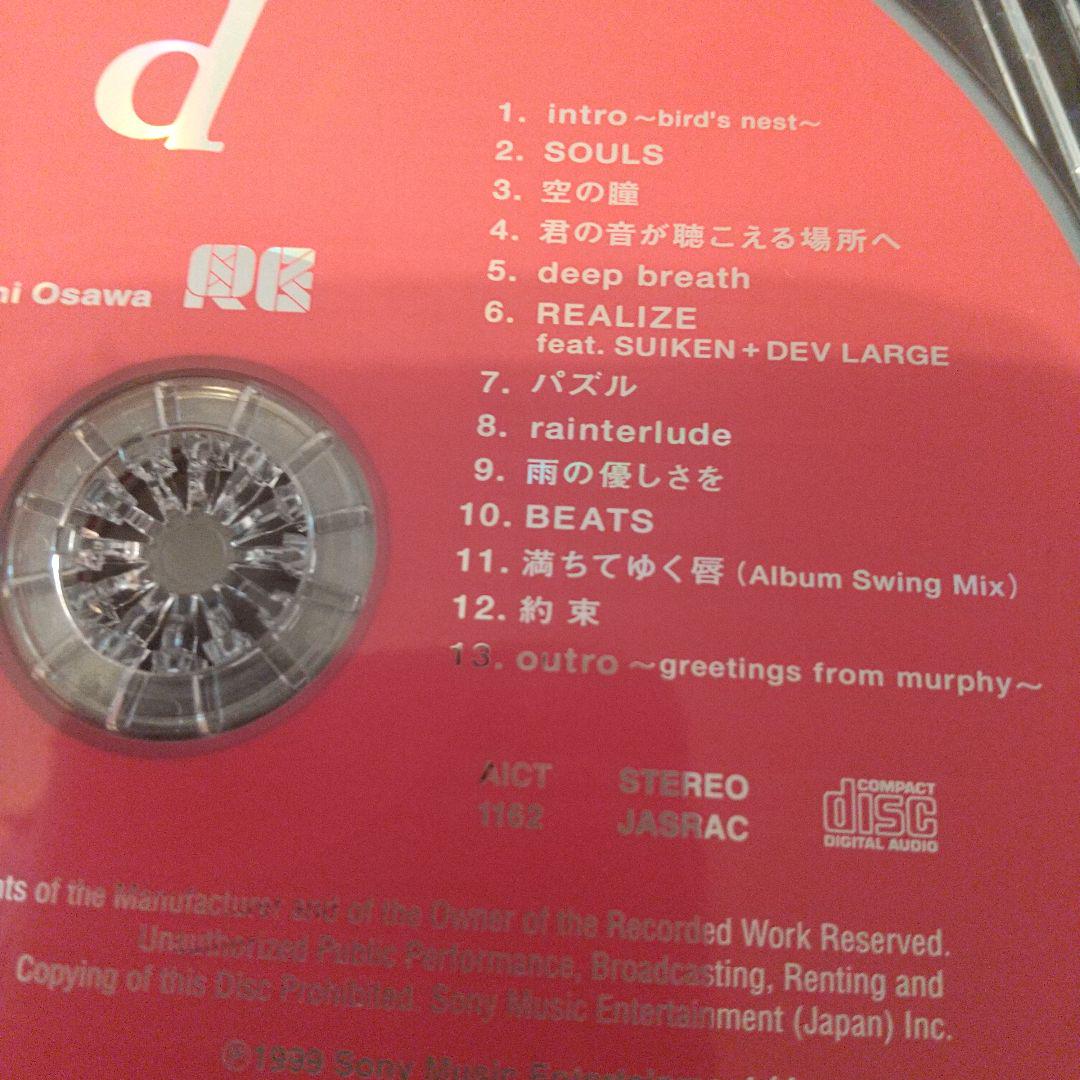 d
1. intro ~bird's nest~
2. SOULS
3. 空の瞳
4. 君の音が聴こえる場所へ
5. deep breath
Osawa
6. REALIZE
feat. SUIKEN + DEV LARGE
7. パズル
8. rainterlude
9. 雨の優しさを
10. BEATS
11. 満ちてゆく唇 (Album Swing Mix)
12. 約 束
13. outro ~greetings from murphy~
AICT
1162
STEREO
JASRAC
COMPACT
disc
DIGITAL AUDIO
of the Manufacturer and of the Owner of the Recorded Work Reserved.
Unauthorized Public Performance, Broadcasting, Renting and
Copying of this Disc Prohibited. Sony Music Entertainment (Japan) Inc.
℗1999 Sony Music